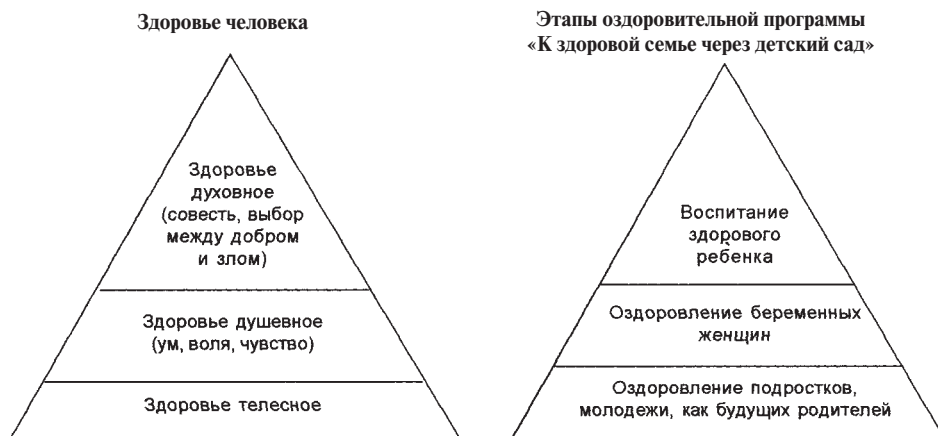 Здоровье человека
Здоровье
духовное
(совесть, выбор
между добром
и злом)
Здоровье душевное
(ум, воля, чувство)
Здоровье телесное
Этапы оздоровительной программы
«К здоровой семье через детский сад»
Воспитание
здорового
ребенка
Оздоровление беременных
женщин
Оздоровление подростков,
молодежи, как будущих родителей